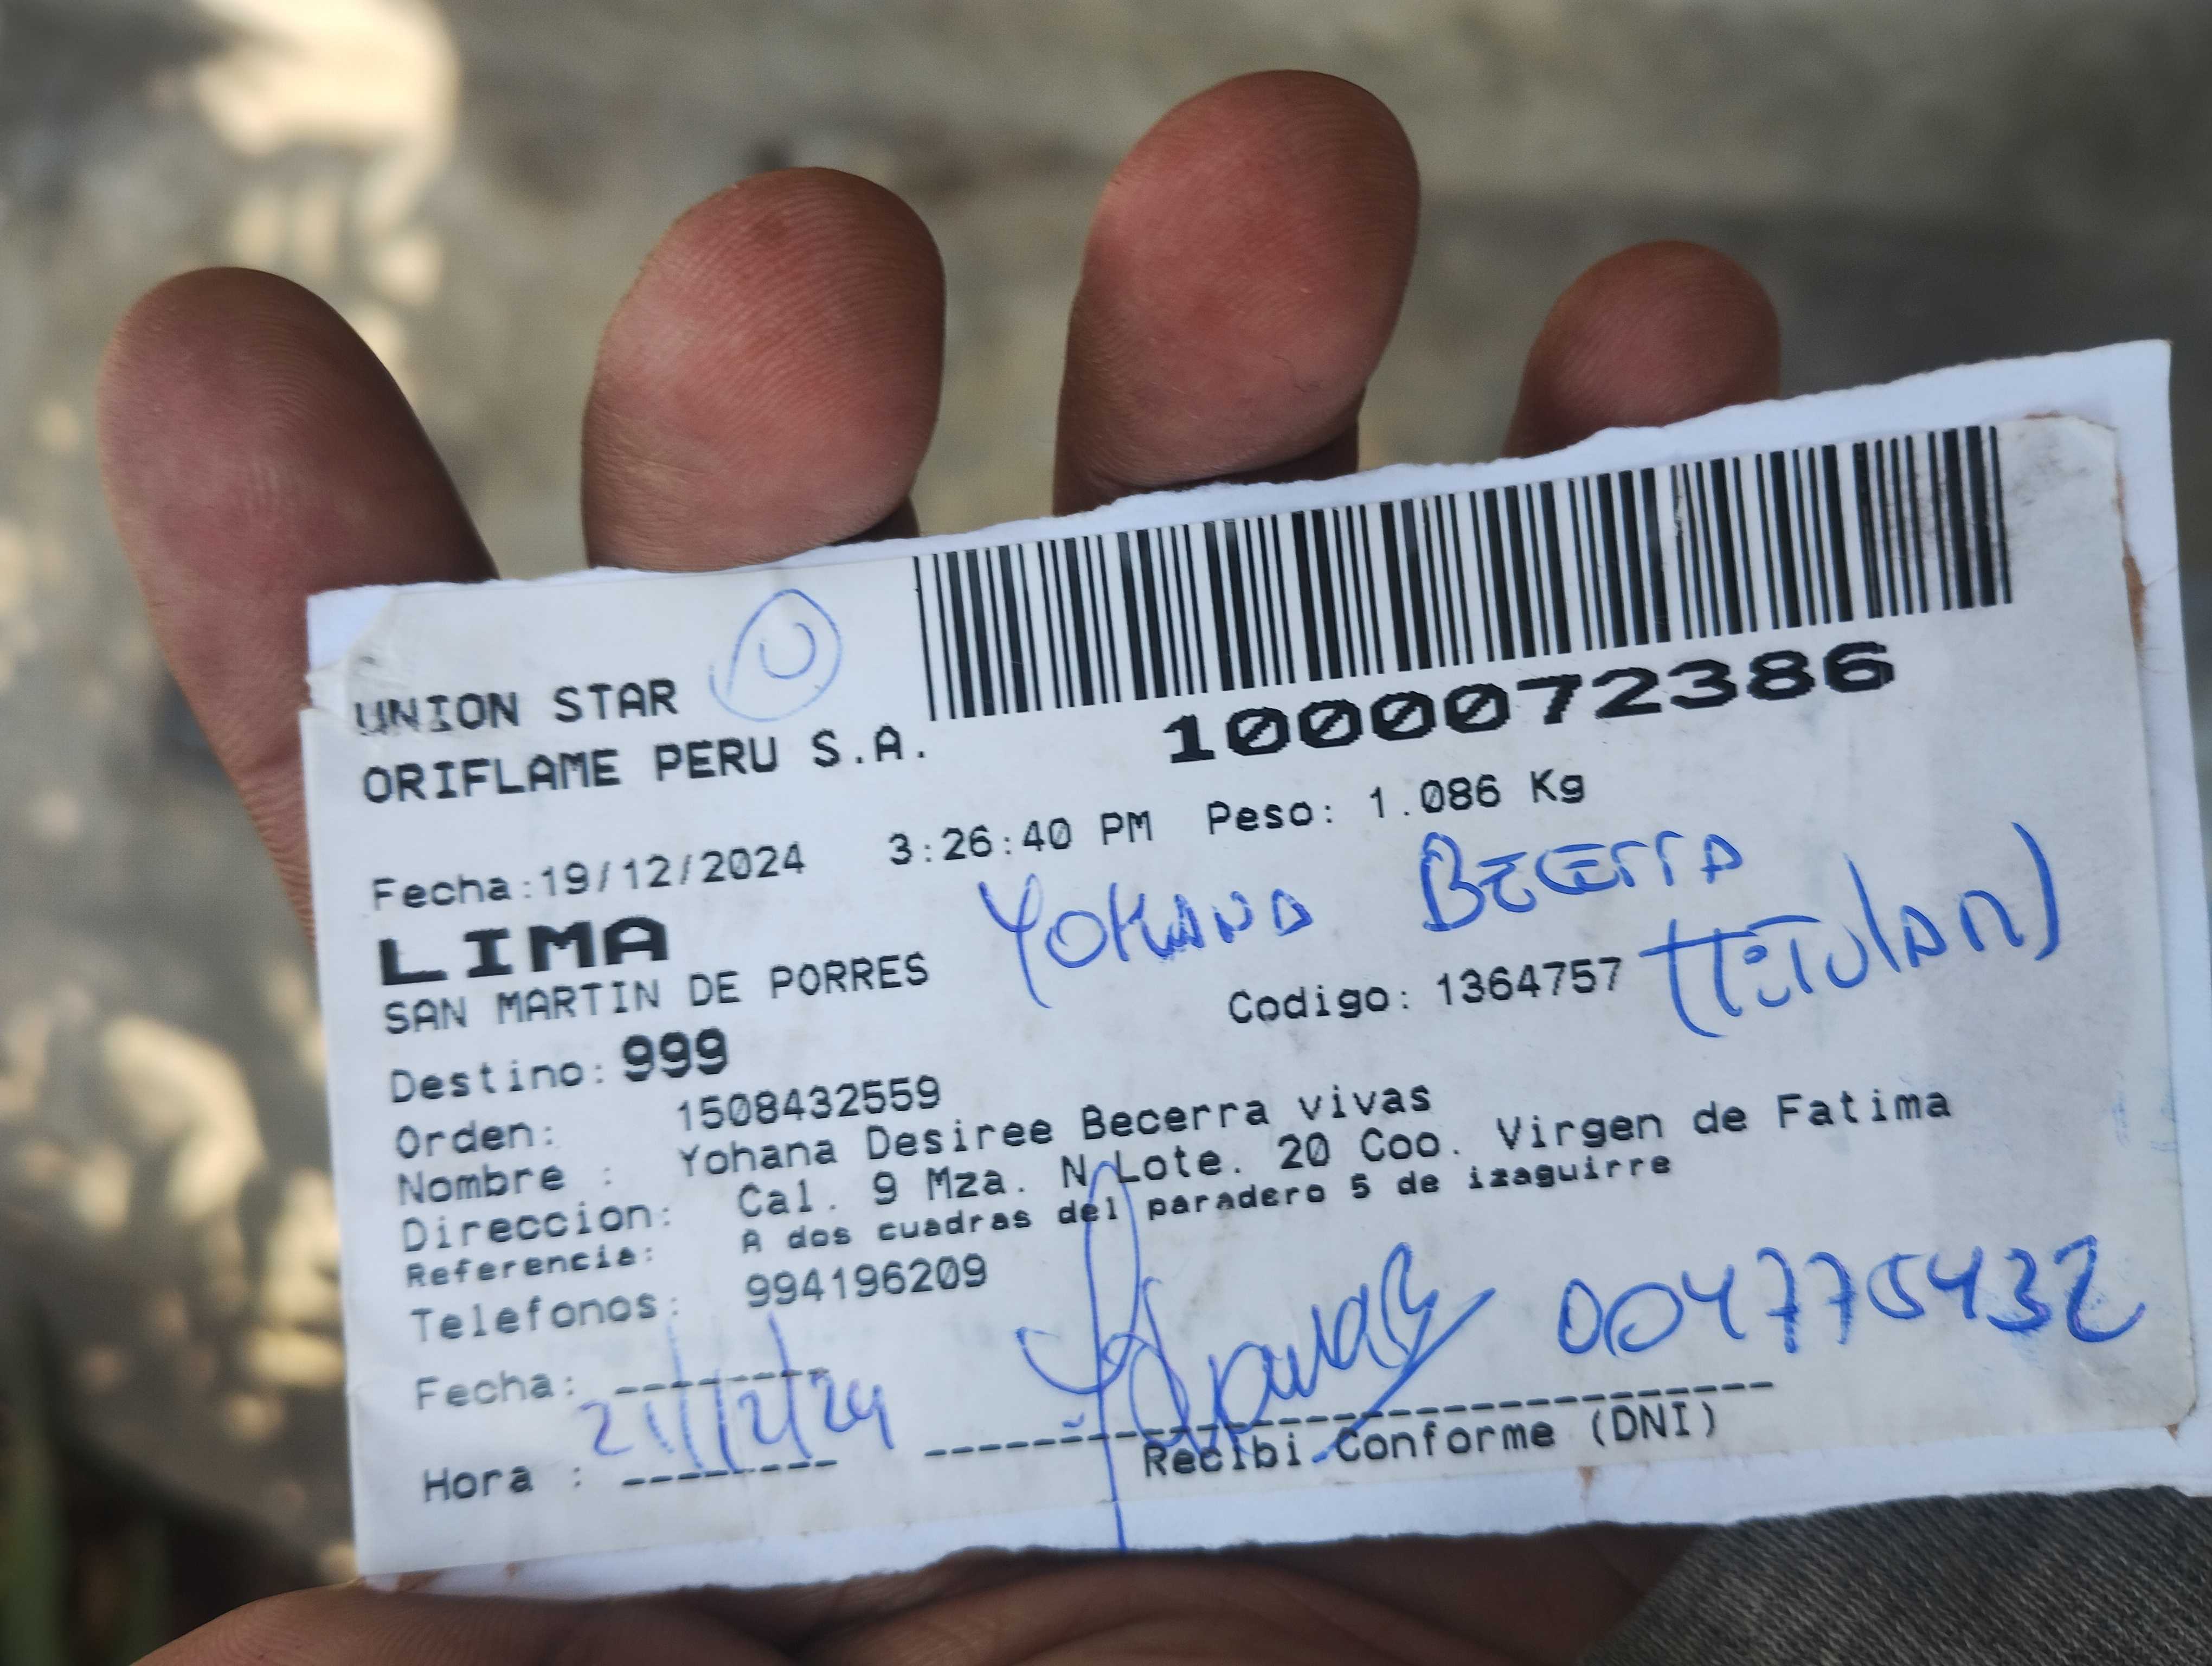 UNION STAR
ORIFLAME PERU S.A.
1000072386
Fecha:19/12/2024 3:26:40 PM Peso: 1.086 Kg
LIMA
YOHANA BECERRA
SAN MARTIN DE PORRES
Codigo: 1364757 (TiTULAR)
Destino: 999
Orden: 1508432559
Nombre : Yohana Desiree Becerra vivas
Direccion: Cal. 9 Mza. N Lote. 20 Coo. Virgen de Fatima
Referencia: A dos cuadras del paradero 5 de izaguirre
Telefonos: 994196209
004775432
Fecha: 21/12/24
Hora :
Recibi Conforme (DNI)